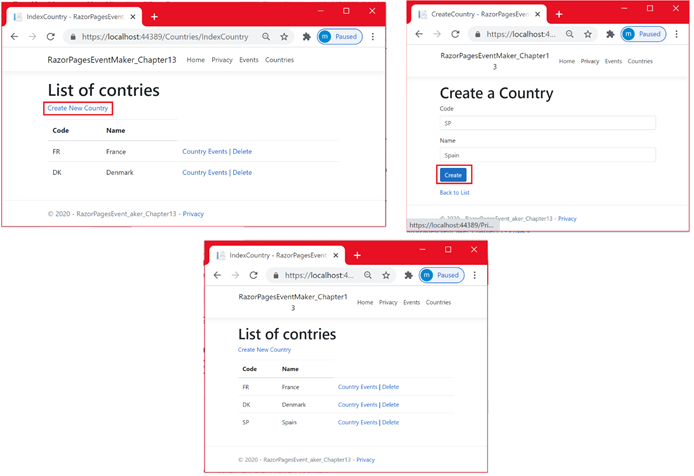 IndexCountry - RazorPagesEventM
https://localhost:44389/Countries/IndexCountry
m Paused
RazorPagesEventMaker_Chapter13 Home Privacy Events Countries
List of contries
Create New Country
Code Name
FR France Country Events | Delete
DK Denmark Country Events | Delete
© 2020 - RazorPagesEvent_aker_Chapter13 - Privacy
CreateCountry - RazorPagesEvent
https://localhost:4...
m Paused
RazorPagesEventMaker_Chapter1
3
Home Privacy Events Countries
Create a Country
Code
SP
Name
Spain
Create
Back to List
© 2020 - RazorPagesEvent_aker_Chapter13 - Privacy
https://localhost:44389/Pri...
IndexCountry - RazorPagesEventM
https://localhost:4...
m Paused
RazorPagesEventMaker_Chapter1
3
Home Privacy Events Countries
List of contries
Create New Country
Code Name
FR France Country Events | Delete
DK Denmark Country Events | Delete
SP Spain Country Events | Delete
© 2020 - RazorPagesEvent_aker_Chapter13 - Privacy